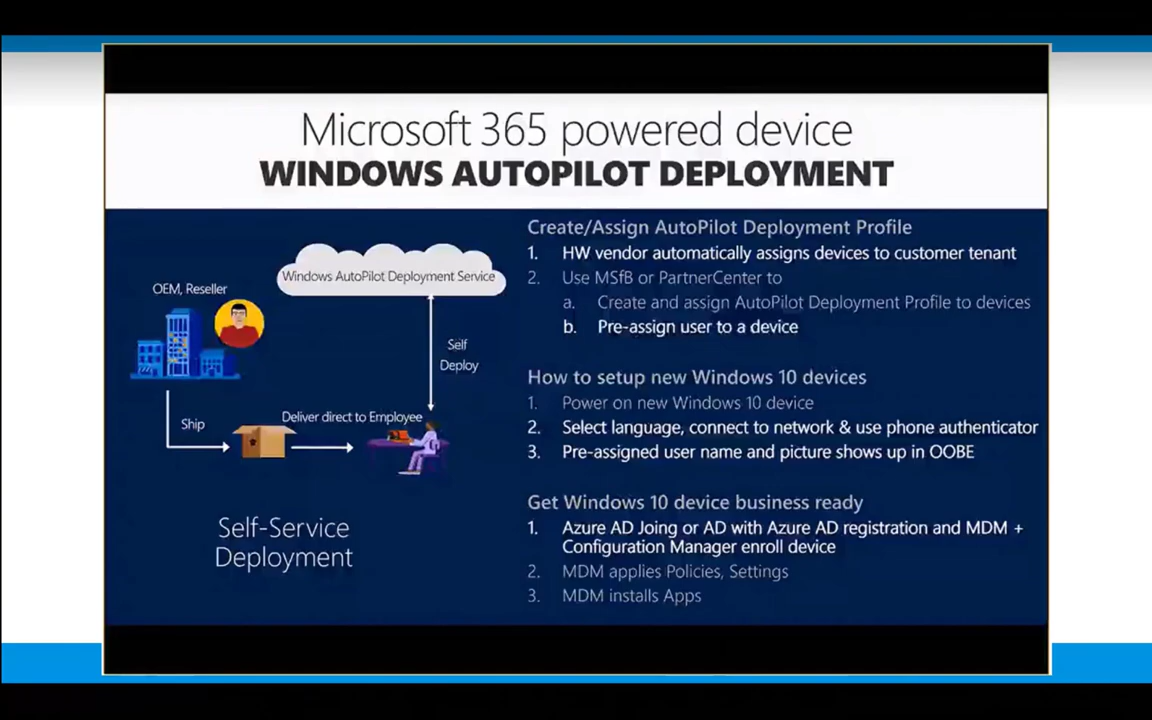 Microsoft 365 powered device
WINDOWS AUTOPILOT DEPLOYMENT
Windows AutoPilot Deployment Service
OEM, Reseller
Self
Deploy
Ship
Deliver direct to Employee
Self-Service
Deployment
Create/Assign AutoPilot Deployment Profile
1. HW vendor automatically assigns devices to customer tenant
2. Use MSfB or PartnerCenter to
a. Create and assign AutoPilot Deployment Profile to devices
b. Pre-assign user to a device
How to setup new Windows 10 devices
1. Power on new Windows 10 device
2. Select language, connect to network & use phone authenticator
3. Pre-assigned user name and picture shows up in OOBE
Get Windows 10 device business ready
1. Azure AD Joing or AD with Azure AD registration and MDM +
Configuration Manager enroll device
2. MDM applies Policies, Settings
3. MDM installs Apps